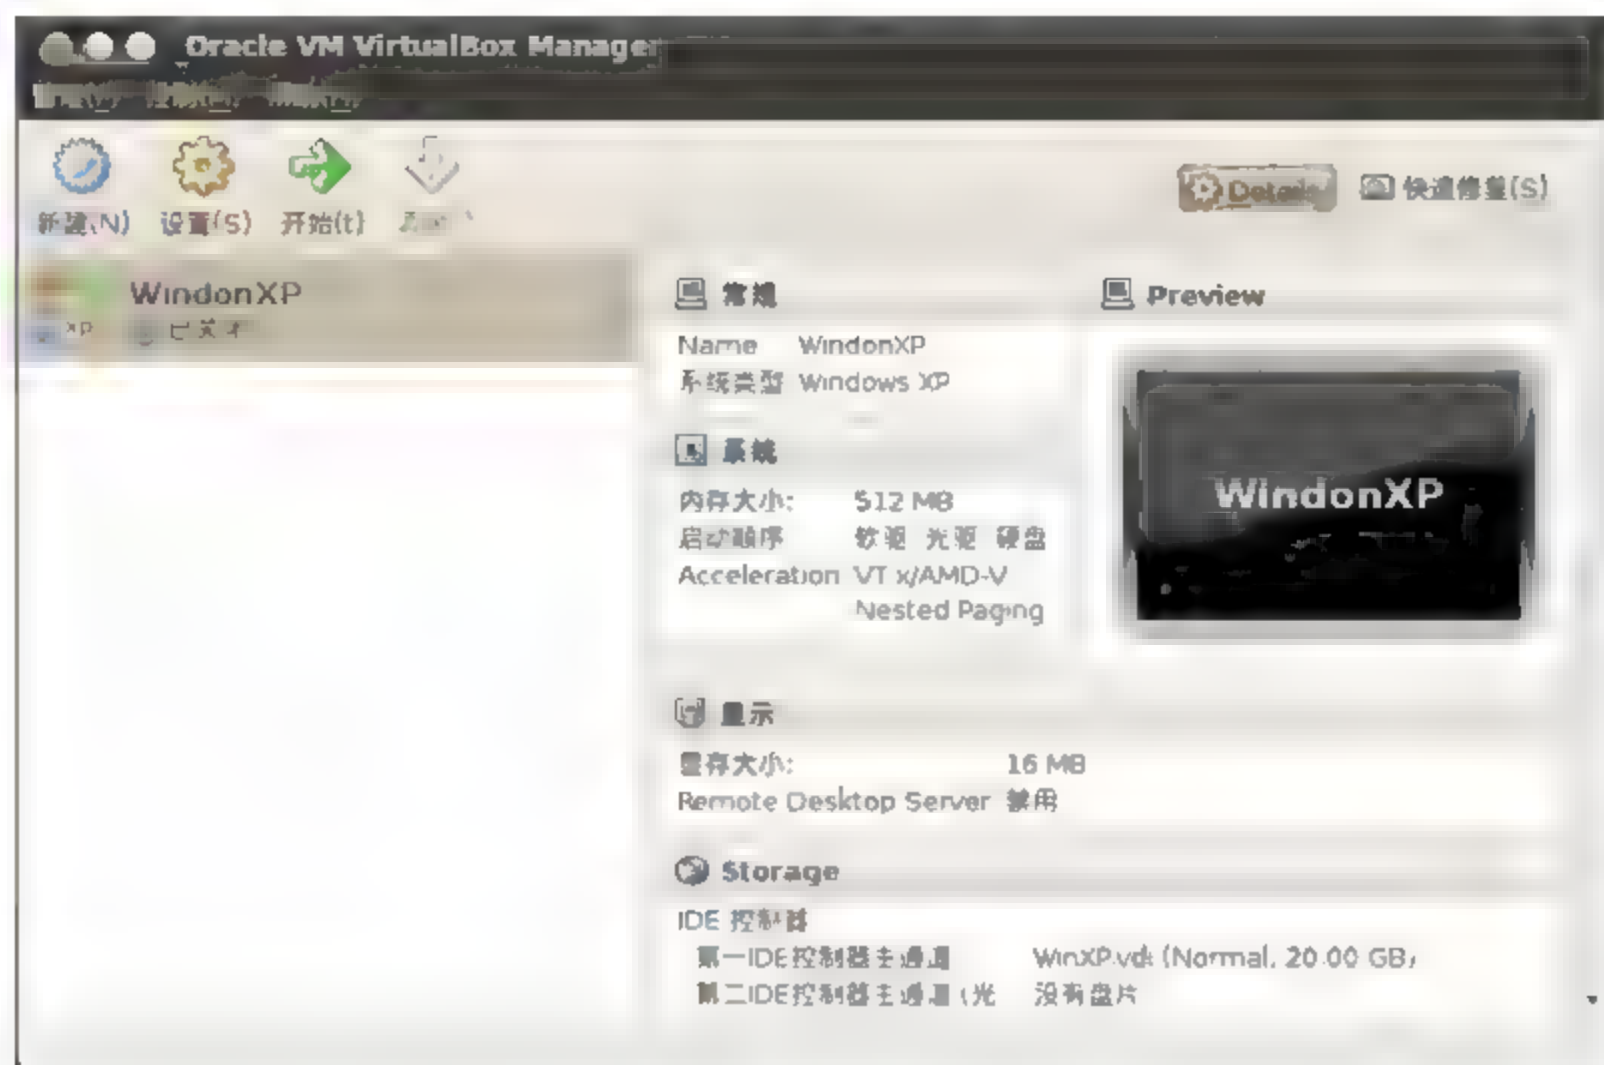 Oracle VM VirtualBox Manager
新建(N) 设置(S) 开始(t)
Details 快速修复(S)
WindonXP
XP 已关闭
常规
Name WindonXP
系统类型 Windows XP
系统
内存大小: 512 MB
启动顺序 软驱 光驱 硬盘
Acceleration VT x/AMD-V
Nested Paging
Preview
WindonXP
显示
显存大小: 16 MB
Remote Desktop Server 禁用
Storage
IDE 控制器
第一IDE控制器主通道 WinXP.vdi (Normal, 20.00 GB)
第二IDE控制器主通道 (光 没有盘片